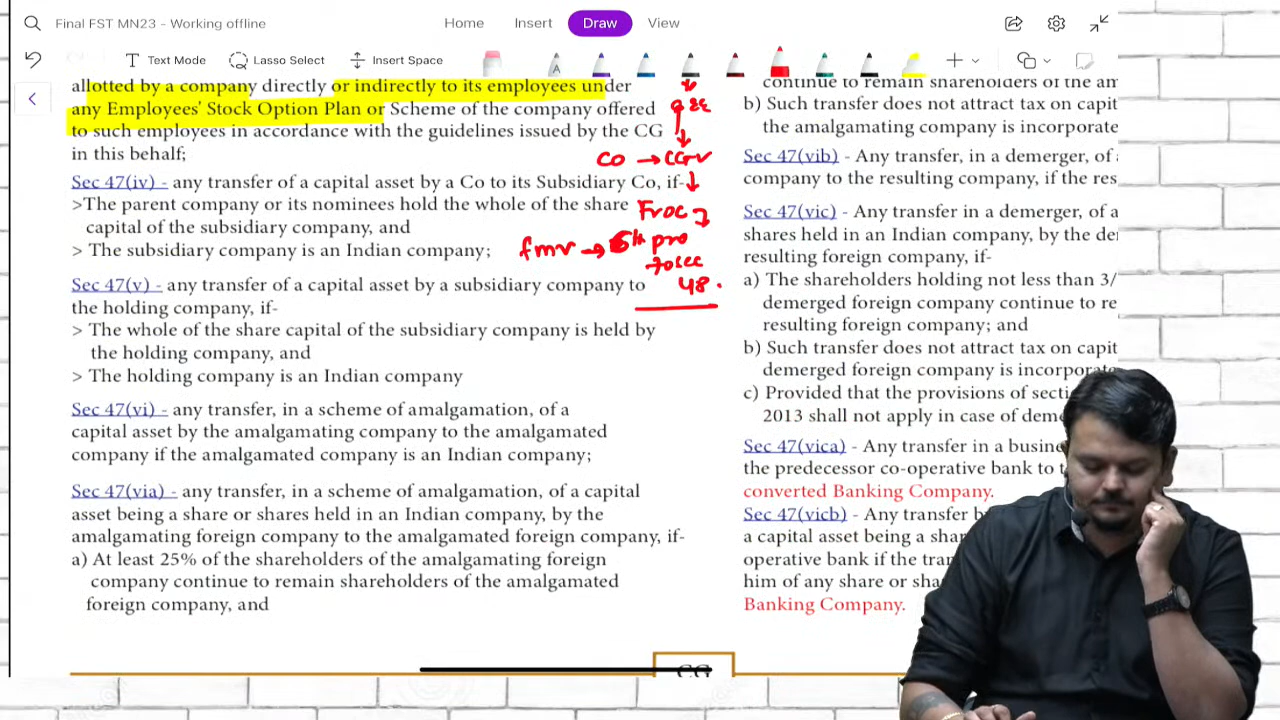 Final FST MN23 - Working offline
Home Insert Draw View
Text Mode Lasso Select Insert Space
allotted by a company directly or indirectly to its employees under
any Employees' Stock Option Plan or Scheme of the company offered
to such employees in accordance with the guidelines issued by the CG
in this behalf;
Sec 47(iv) - any transfer of a capital asset by a Co to its Subsidiary Co, if-
>The parent company or its nominees hold the whole of the share
capital of the subsidiary company, and
> The subsidiary company is an Indian company;
Sec 47(v) - any transfer of a capital asset by a subsidiary company to
the holding company, if-
> The whole of the share capital of the subsidiary company is held by
the holding company, and
> The holding company is an Indian company
Sec 47(vi) - any transfer, in a scheme of amalgamation, of a
capital asset by the amalgamating company to the amalgamated
company if the amalgamated company is an Indian company;
Sec 47(via) - any transfer, in a scheme of amalgamation, of a capital
asset being a share or shares held in an Indian company, by the
amalgamating foreign company to the amalgamated foreign company, if-
a) At least 25% of the shareholders of the amalgamating foreign
company continue to remain shareholders of the amalgamated
foreign company, and
CO → CGV
fmv → 6th pro
48.
CG
continue to remain shareholders of the am
b) Such transfer does not attract tax on capit
the amalgamating company is incorporate
Sec 47(vib) - Any transfer, in a demerger, of
company to the resulting company, if the res
Sec 47(vic) - Any transfer in a demerger, of a
shares held in an Indian company, by the de
resulting foreign company, if-
a) The shareholders holding not less than 3/
demerged foreign company continue to re
resulting foreign company; and
b) Such transfer does not attract tax on capit
demerged foreign company is incorporate
c) Provided that the provisions of secti
2013 shall not apply in case of deme
Sec 47(vica) - Any transfer in a busine
the predecessor co-operative bank to t
converted Banking Company.
Sec 47(vicb) - Any transfer b
a capital asset being a shar
operative bank if the tran
him of any share or sha
Banking Company.